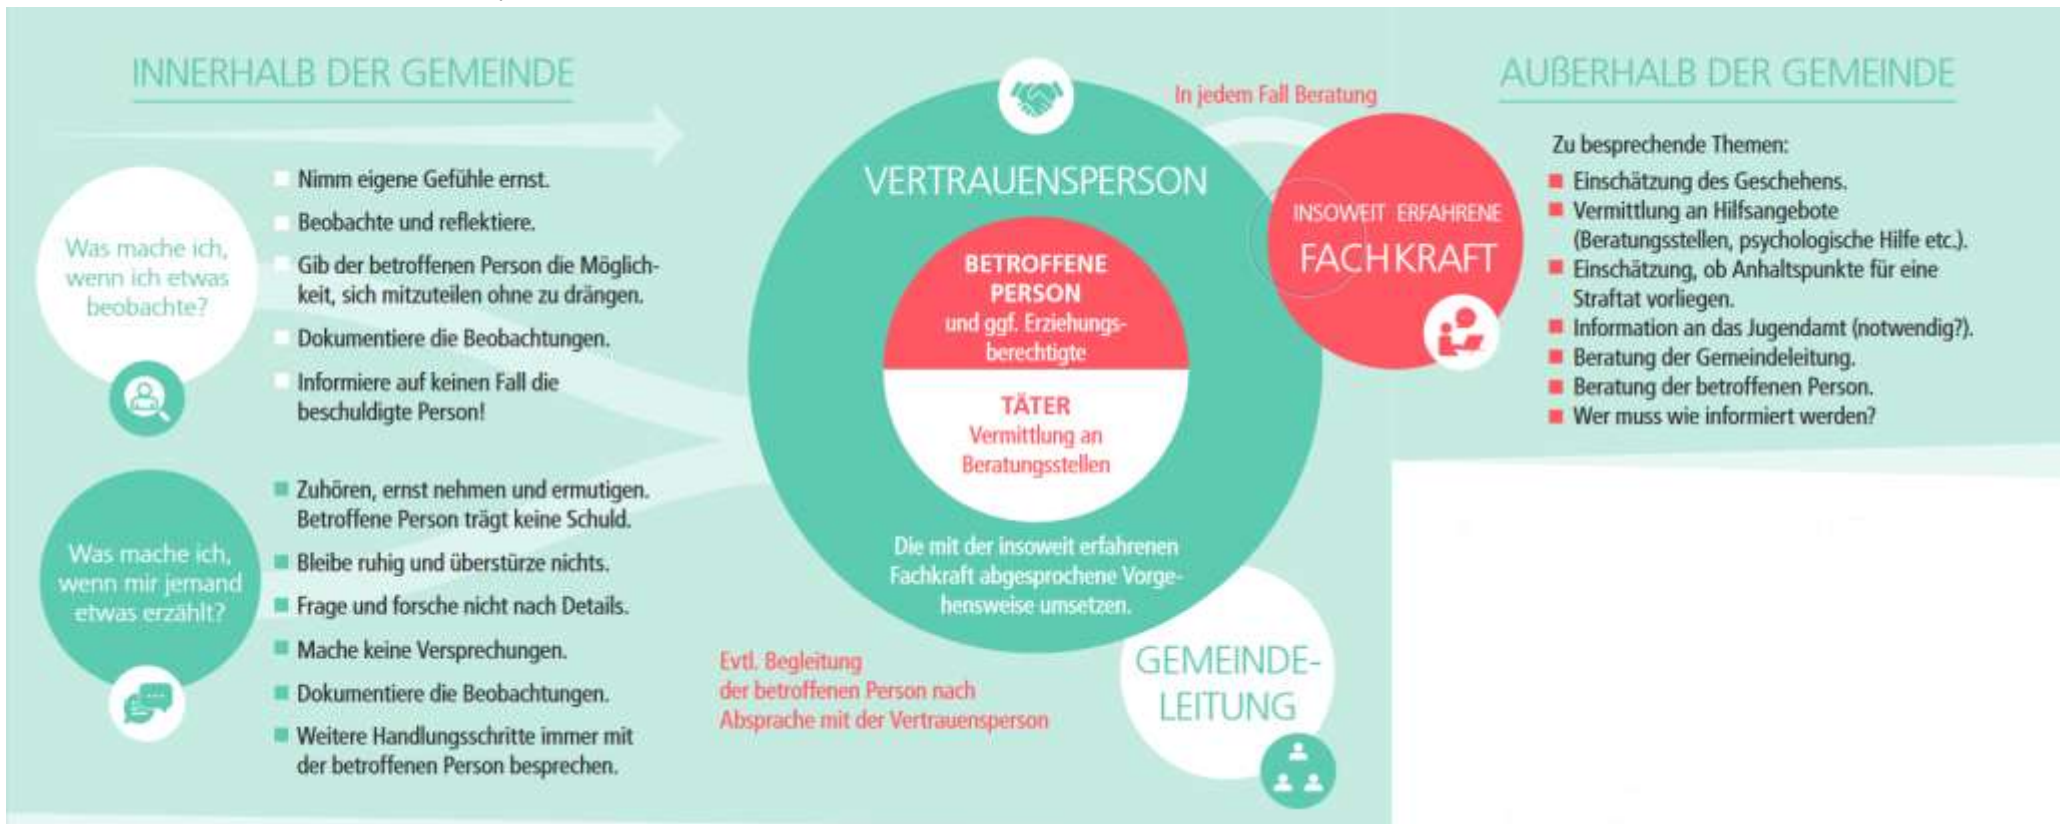 INNERHALB DER GEMEINDE
Was mache ich,
wenn ich etwas
beobachte?
Nimm eigene Gefühle ernst.
Beobachte und reflektiere.
Gib der betroffenen Person die Möglich-
keit, sich mitzuteilen ohne zu drängen.
Dokumentiere die Beobachtungen.
Informiere auf keinen Fall die
beschuldigte Person!
Was mache ich,
wenn mir jemand
etwas erzählt?
Zuhören, ernst nehmen und ermutigen.
Betroffene Person trägt keine Schuld.
Bleibe ruhig und überstürze nichts.
Frage und forsche nicht nach Details.
Mache keine Versprechungen.
Dokumentiere die Beobachtungen.
Weitere Handlungsschritte immer mit
der betroffenen Person besprechen.
VERTRAUENSPERSON
BETROFFENE
PERSON
und ggf. Erziehungs-
berechtigte
TÄTER
Vermittlung an
Beratungsstellen
Die mit der insoweit erfahrenen
Fachkraft abgesprochene Vorge-
hensweise umsetzen.
Evtl. Begleitung
der betroffenen Person nach
Absprache mit der Vertrauensperson
GEMEINDE-
LEITUNG
In jedem Fall Beratung
INSOWEIT ERFAHRENE
FACHKRAFT
AUßERHALB DER GEMEINDE
Zu besprechende Themen:
Einschätzung des Geschehens.
Vermittlung an Hilfsangebote
(Beratungsstellen, psychologische Hilfe etc.).
Einschätzung, ob Anhaltspunkte für eine
Straftat vorliegen.
Information an das Jugendamt (notwendig?).
Beratung der Gemeindeleitung.
Beratung der betroffenen Person.
Wer muss wie informiert werden?